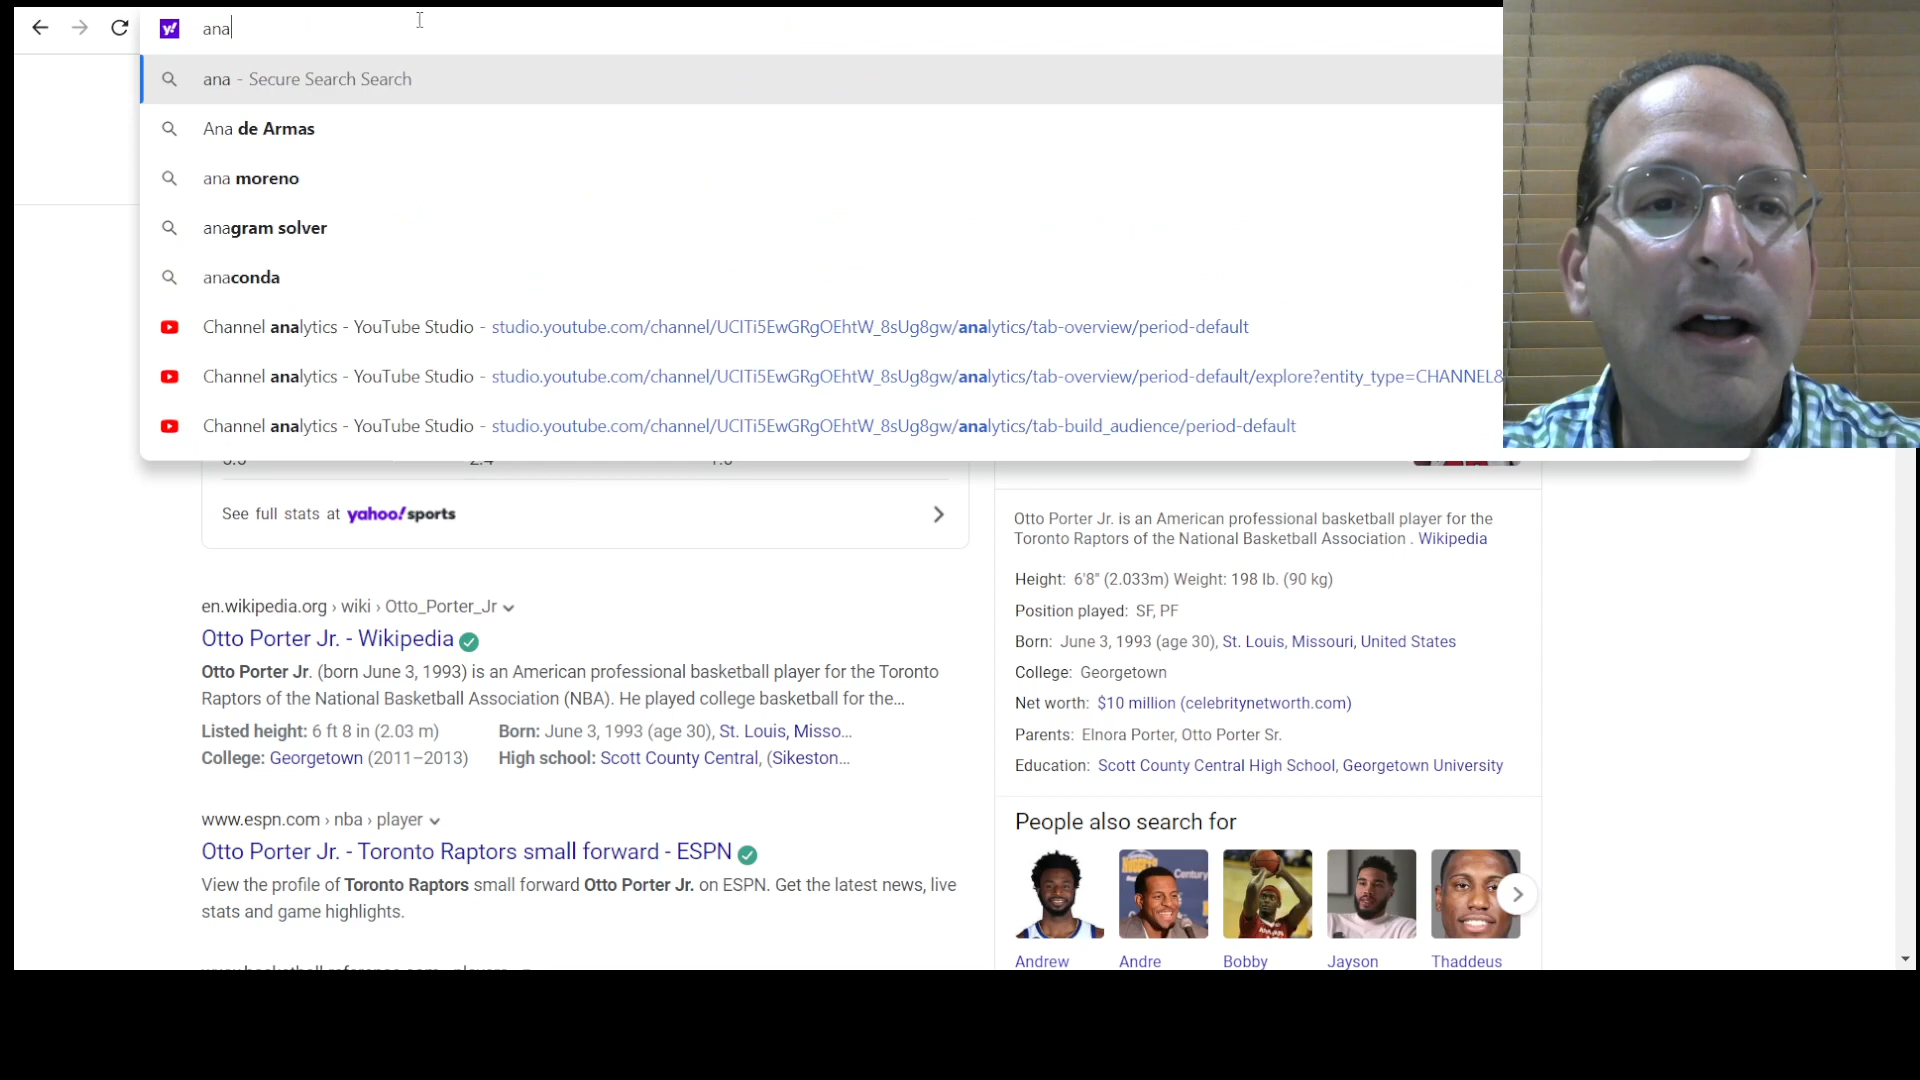 ana
ana - Secure Search Search
Ana de Armas
ana moreno
anagram solver
anaconda
Channel analytics - YouTube Studio - studio.youtube.com/channel/UCITi5EwGRgOEhtW_8sUg8gw/analytics/tab-overview/period-default
Channel analytics - YouTube Studio - studio.youtube.com/channel/UCITi5EwGRgOEhtW_8sUg8gw/analytics/tab-overview/period-default/explore?entity_type=CHANNEL&
Channel analytics - YouTube Studio - studio.youtube.com/channel/UCITi5EwGRgOEhtW_8sUg8gw/analytics/tab-build_audience/period-default
See full stats at yahoo!sports
en.wikipedia.org › wiki › Otto_Porter_Jr
Otto Porter Jr. - Wikipedia
Otto Porter Jr. (born June 3, 1993) is an American professional basketball player for the Toronto
Raptors of the National Basketball Association (NBA). He played college basketball for the...
Listed height: 6 ft 8 in (2.03 m) Born: June 3, 1993 (age 30), St. Louis, Misso...
College: Georgetown (2011–2013) High school: Scott County Central, (Sikeston...
www.espn.com › nba › player
Otto Porter Jr. - Toronto Raptors small forward - ESPN
View the profile of Toronto Raptors small forward Otto Porter Jr. on ESPN. Get the latest news, live
stats and game highlights.
Otto Porter Jr. is an American professional basketball player for the
Toronto Raptors of the National Basketball Association . Wikipedia
Height: 6'8" (2.033m) Weight: 198 lb. (90 kg)
Position played: SF, PF
Born: June 3, 1993 (age 30), St. Louis, Missouri, United States
College: Georgetown
Net worth: $10 million (celebritynetworth.com)
Parents: Elnora Porter, Otto Porter Sr.
Education: Scott County Central High School, Georgetown University
People also search for
Andrew Andre Bobby Jayson Thaddeus